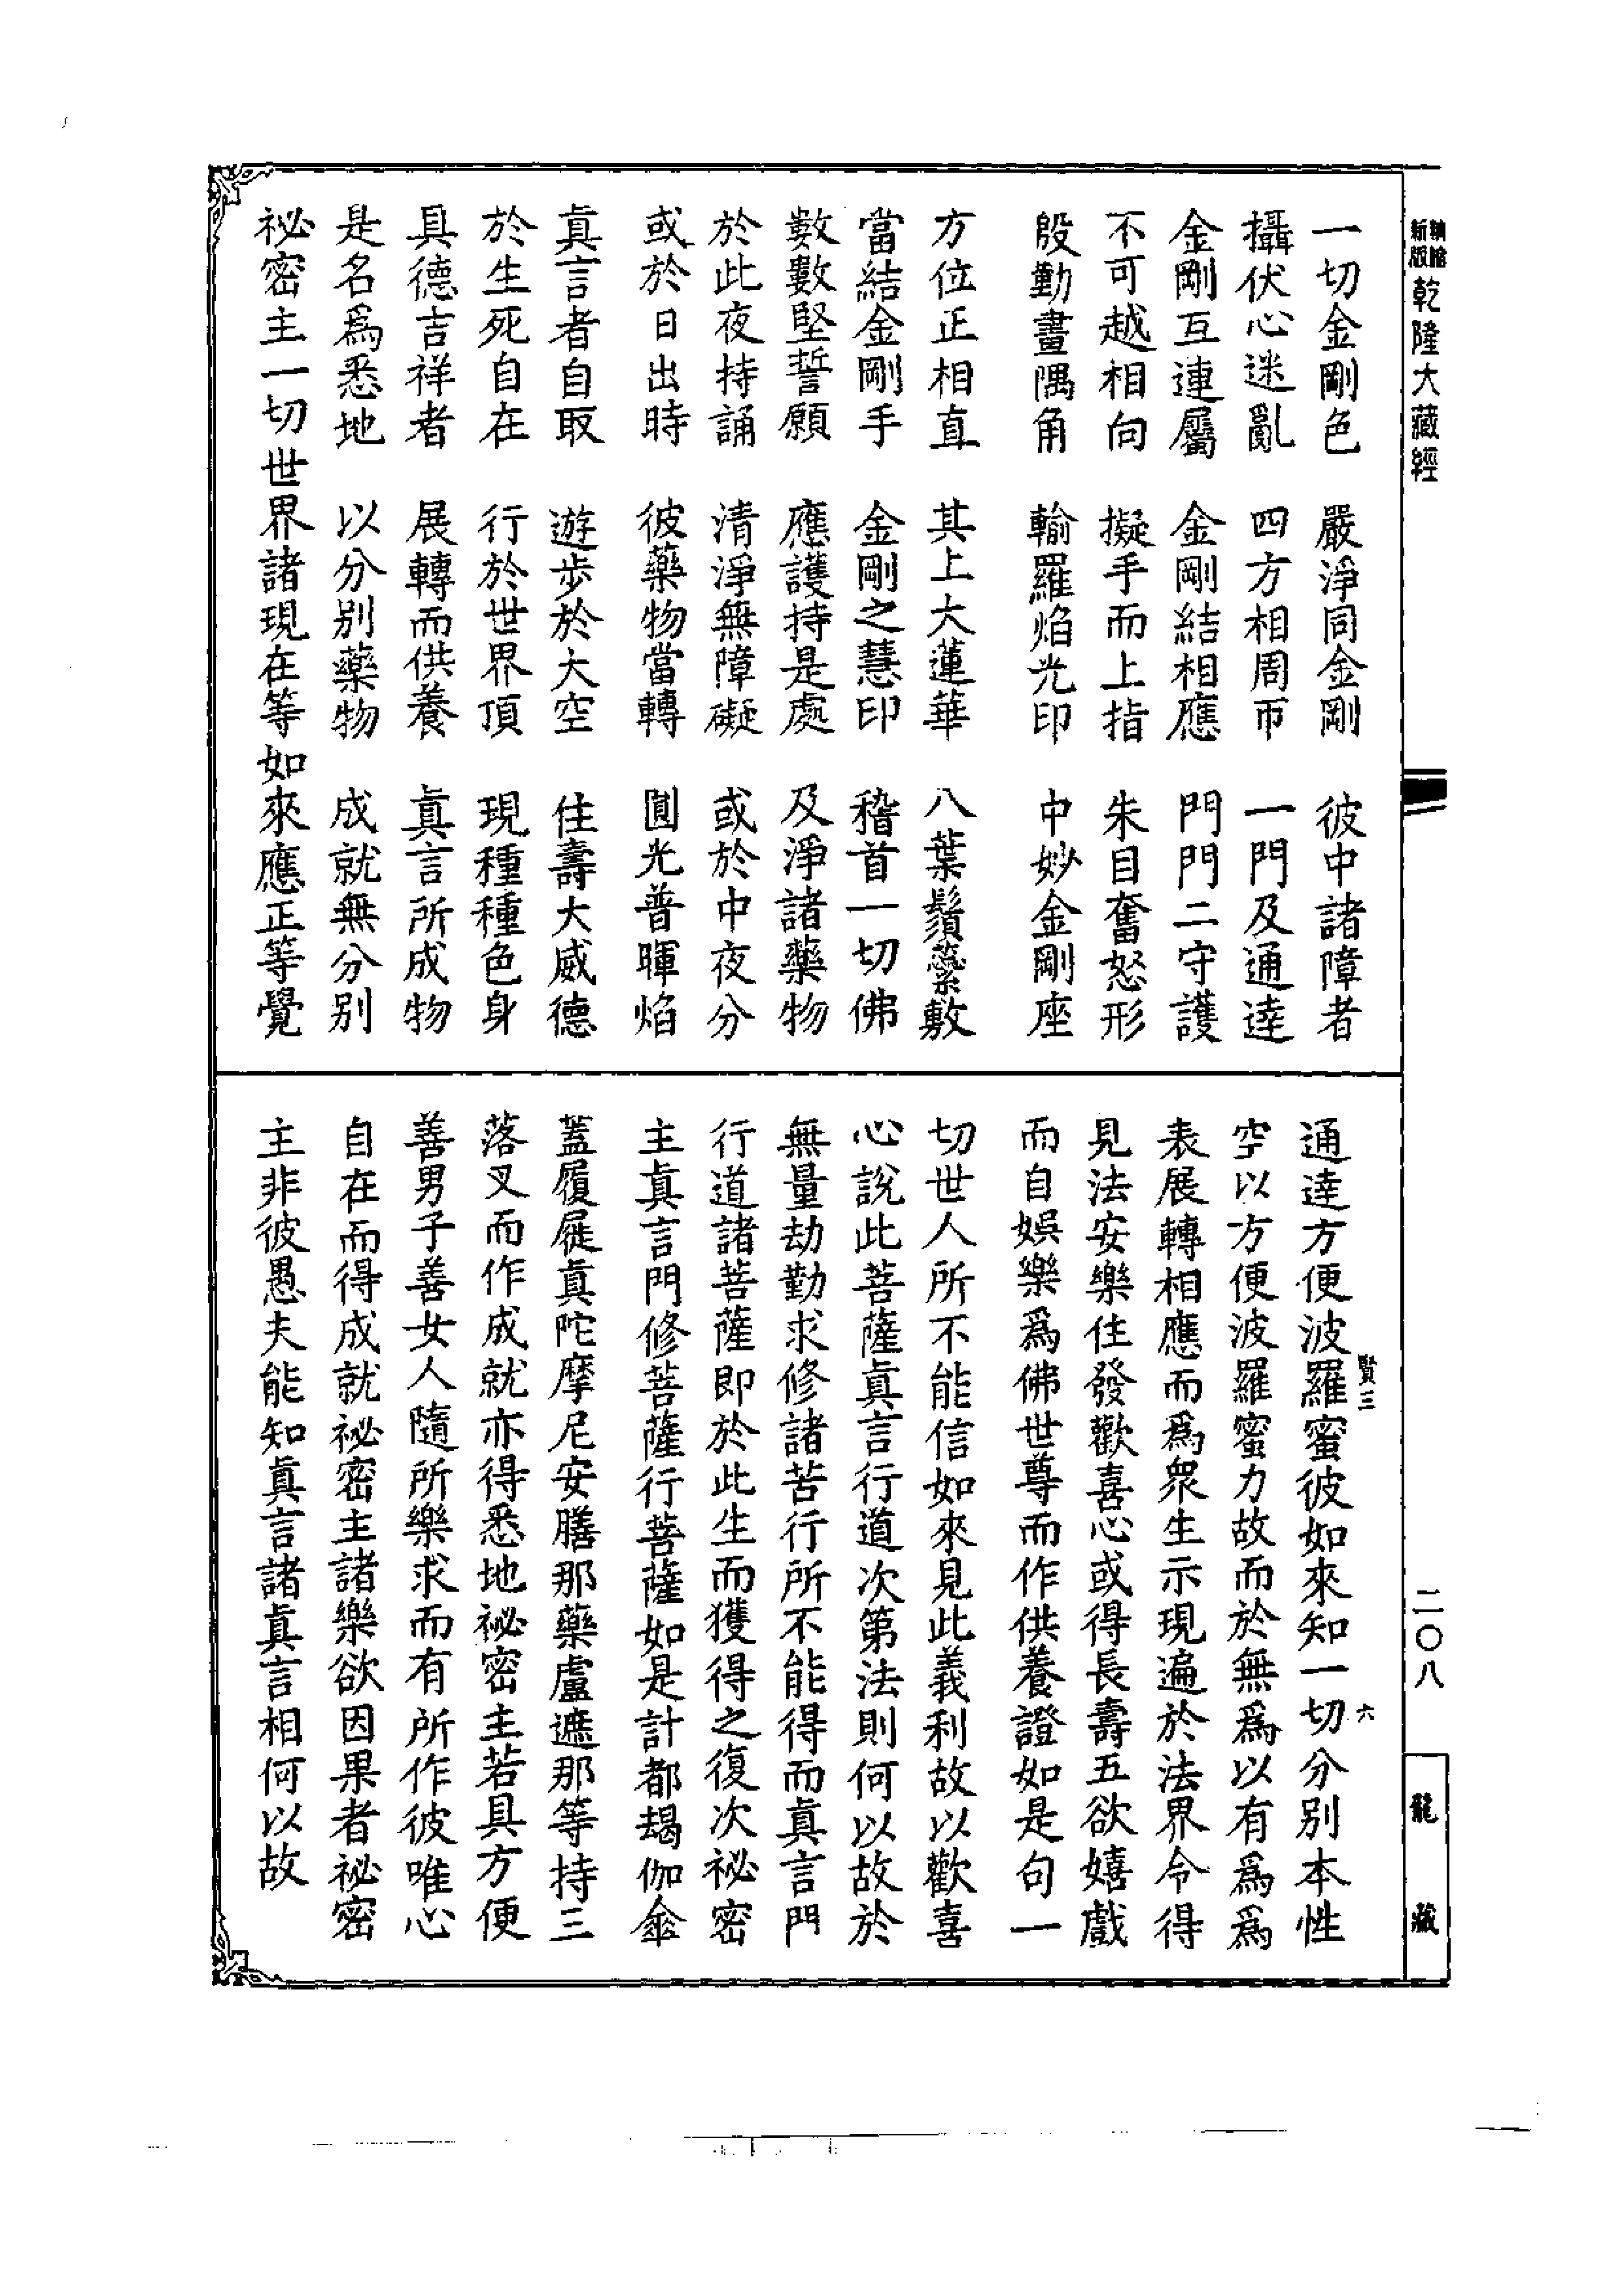 新版
乾隆大藏經
二〇八
龍藏
一切金剛色　嚴淨同金剛　彼中諸障者
攝伏心迷亂　四方相周帀　一門及通達
金剛互連屬　金剛結相應　門門二守護
不可越相向　擬手而上指　朱目奮怒形
殷勤畫隅角　輸羅焰光印　中妙金剛座
方位正相直　其上大蓮華　八葉鬚蘂敷
當結金剛手　金剛之慧印　稽首一切佛
數數堅誓願　應護持是處　及淨諸藥物
於此夜持誦　清淨無障礙　或於中夜分
或於日出時　彼藥物當轉　圓光普暉焰
真言者自取　遊步於大空　住壽大威德
於生死自在　行於世界頂　現種種色身
具德吉祥者　展轉而供養　真言所成物
是名爲悉地　以分別藥物　成就無分別
祕密主一切世界諸現在等如來應正等覺
通達方便波羅蜜彼如來知一切分別本性
空以方便波羅蜜力故而於無爲以有爲爲
表展轉相應而爲眾生示現遍於法界令得
見法安樂住發歡喜心或得長壽五欲嬉戲
而自娛樂爲佛世尊而作供養證如是句一
切世人所不能信如來見此義利故以歡喜
心說此菩薩真言行道次第法則何以故於
無量劫勤求修諸苦行所不能得而真言門
行道諸菩薩即於此生而獲得之復次祕密
主真言門修菩薩行菩薩如是計都朅伽傘
蓋履屣真陀摩尼安膳那藥盧遮那等持三
落叉而作成就亦得悉地祕密主若具方便
善男子善女人隨所樂求而有所作彼唯心
自在而得成就祕密主諸樂欲因果者祕密
主非彼愚夫能知真言諸真言相何以故
賢三
六